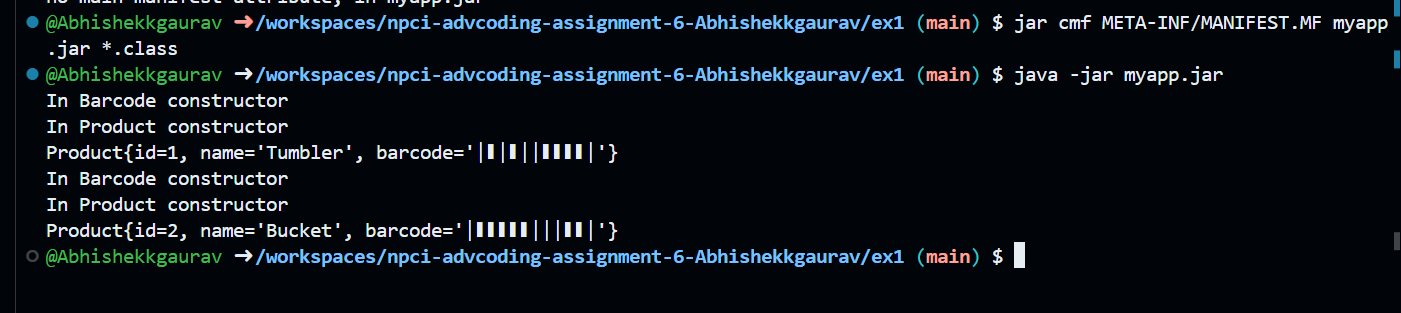 no main manifest attribute, in myapp.jar
@Abhishekkgaurav ➜/workspaces/npci-advcoding-assignment-6-Abhishekkgaurav/ex1 (main) $ jar cmf META-INF/MANIFEST.MF myapp
.jar *.class
@Abhishekkgaurav ➜/workspaces/npci-advcoding-assignment-6-Abhishekkgaurav/ex1 (main) $ java -jar myapp.jar
In Barcode constructor
In Product constructor
Product{id=1, name='Tumbler', barcode='|▌|▌||▌▌▌▌|'}
In Barcode constructor
In Product constructor
Product{id=2, name='Bucket', barcode='|▌▌▌▌▌|||▌▌|'}
@Abhishekkgaurav ➜/workspaces/npci-advcoding-assignment-6-Abhishekkgaurav/ex1 (main) $